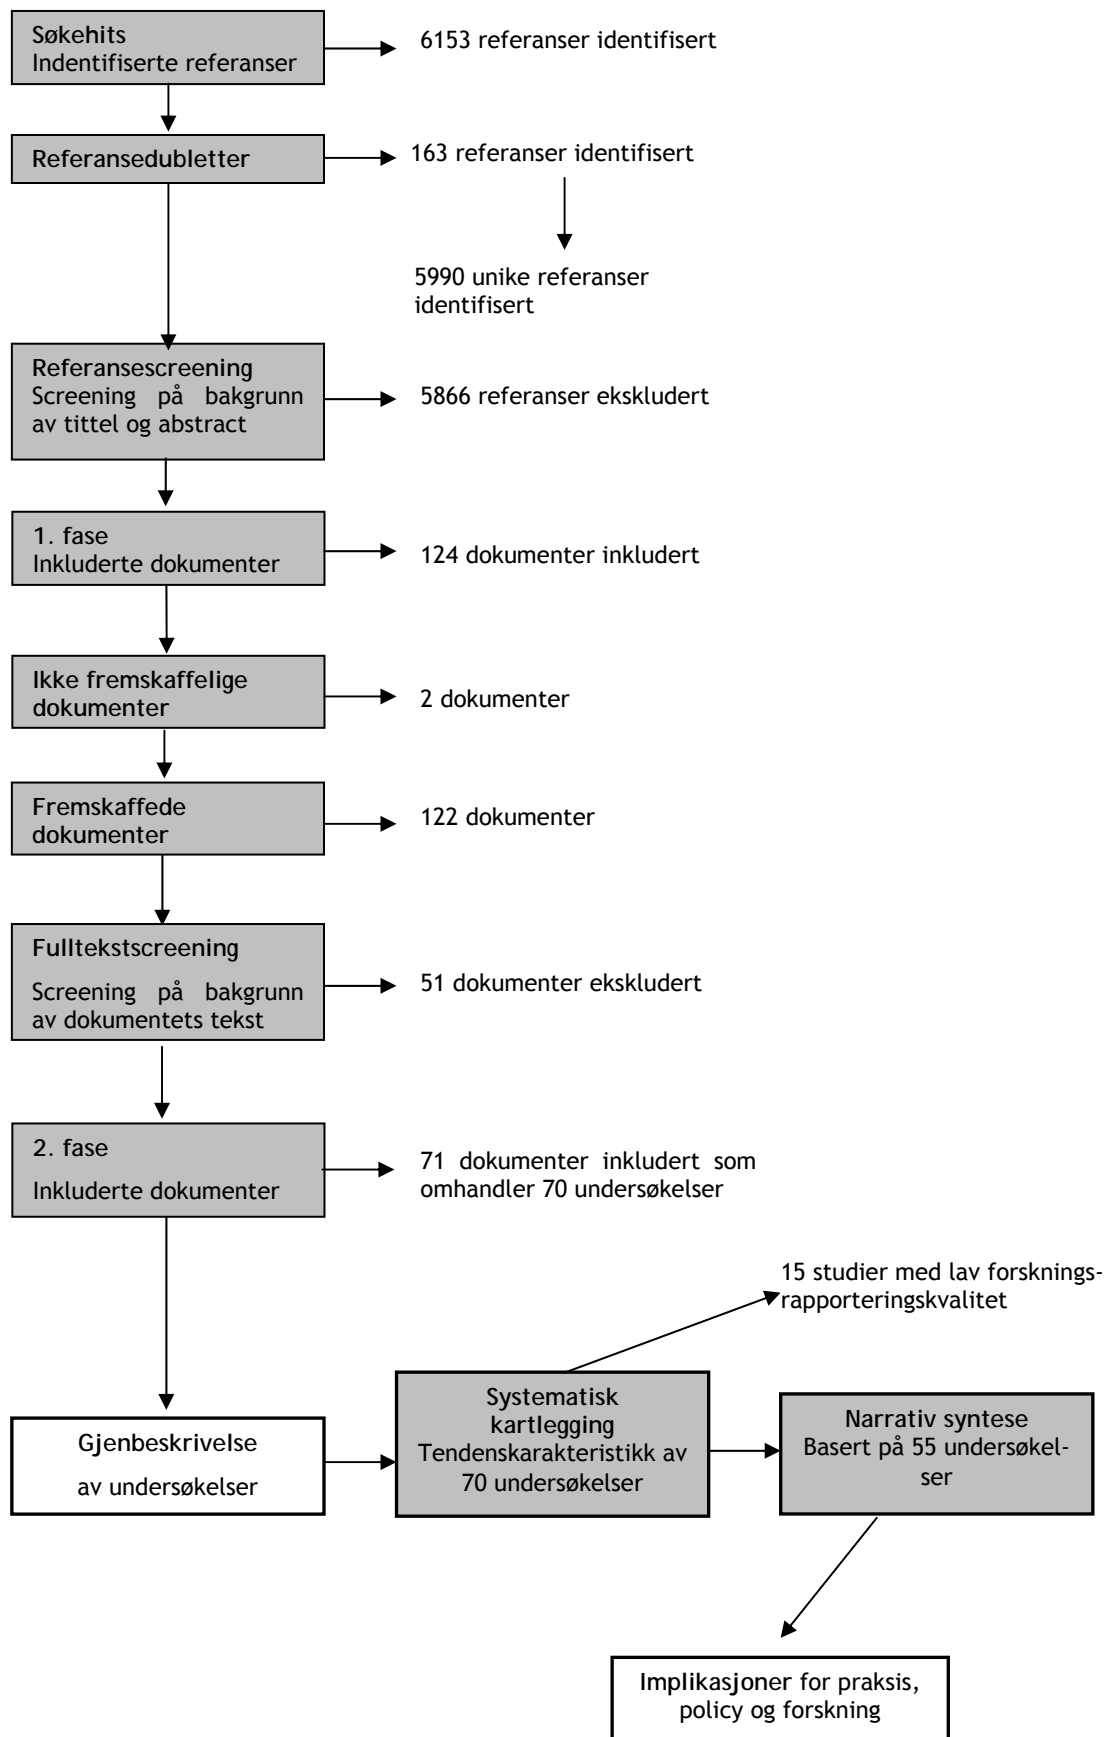 Søkehits
Indentifiserte referanser
6153 referanser identifisert
Referansedubletter
163 referanser identifisert
5990 unike referanser
identifisert
Referansescreening
Screening på bakgrunn
av tittel og abstract
5866 referanser ekskludert
1. fase
Inkluderte dokumenter
124 dokumenter inkludert
Ikke fremskaffelige
dokumenter
2 dokumenter
Fremskaffede
dokumenter
122 dokumenter
Fulltekstscreening
Screening på bakgrunn
av dokumentets tekst
51 dokumenter ekskludert
2. fase
Inkluderte dokumenter
71 dokumenter inkludert som
omhandler 70 undersøkelser
15 studier med lav forsknings-
rapporteringskvalitet
Gjenbeskrivelse
av undersøkelser
Systematisk
kartlegging
Tendenskarakteristikk av
70 undersøkelser
Narrativ syntese
Basert på 55 undersøkel-
ser
Implikasjoner for praksis,
policy og forskning